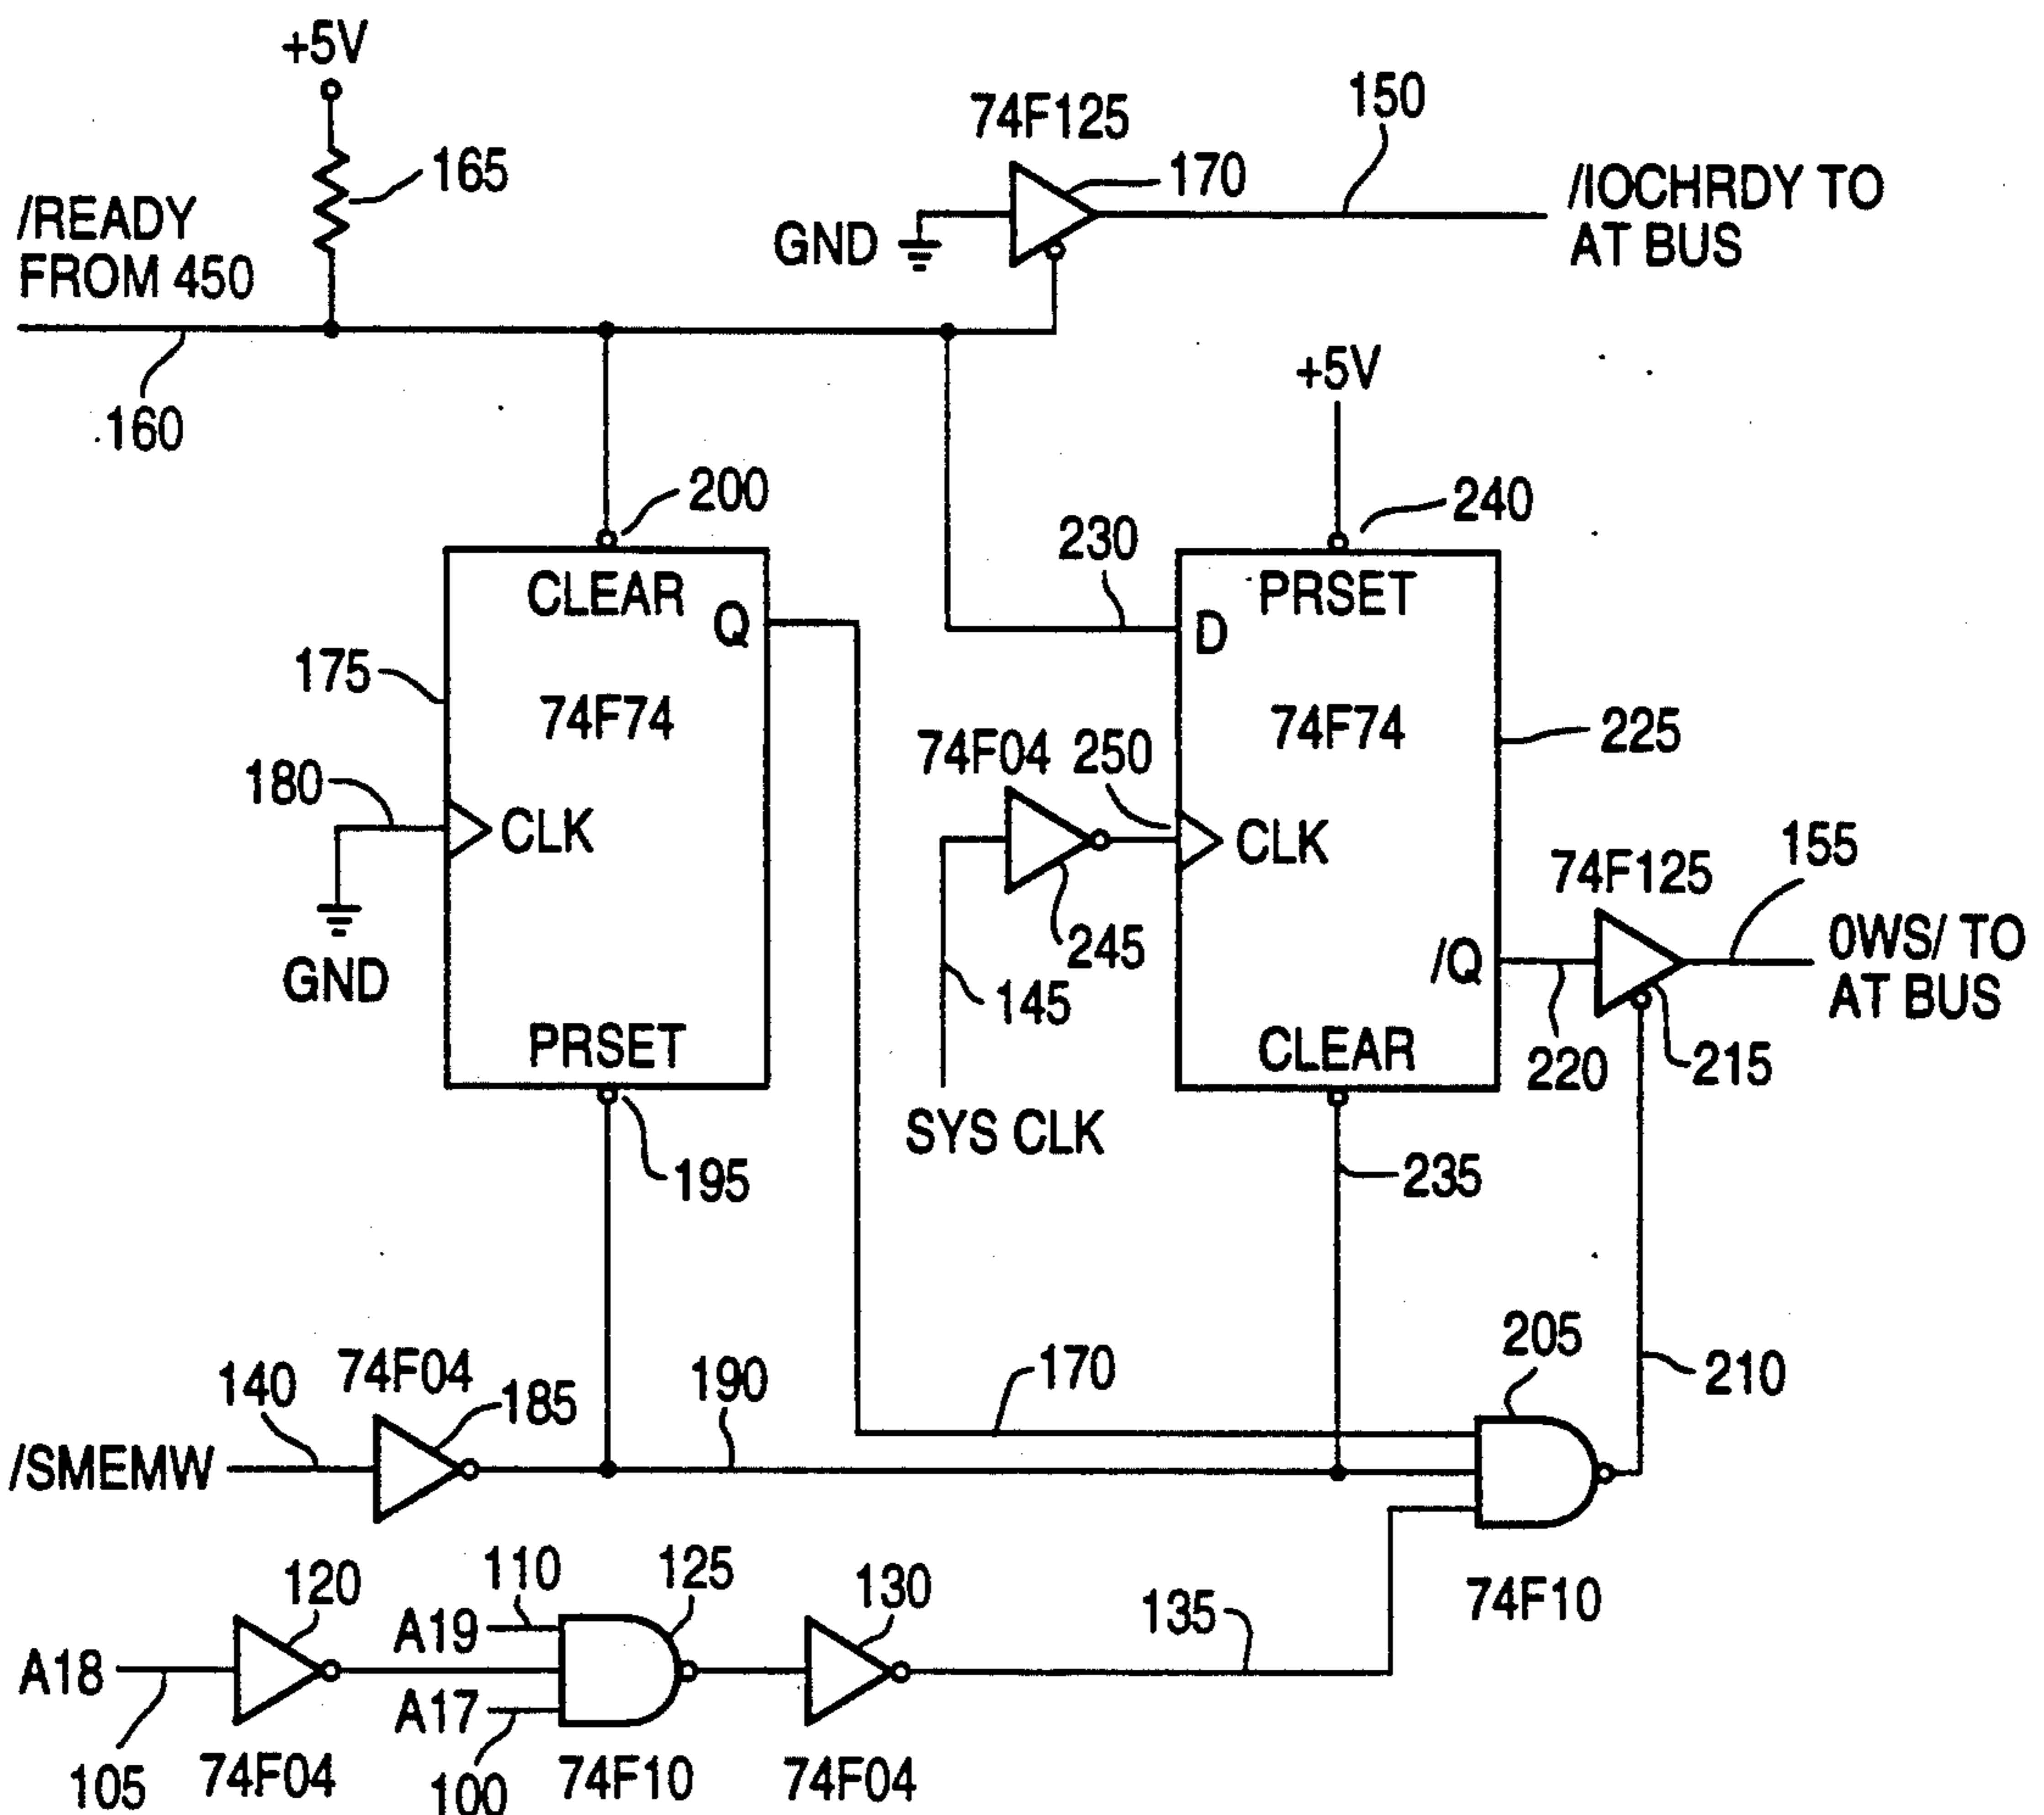 +5V
165
/READY
FROM 450
160
74F125
170
GND
150
/IOCHRDY TO
AT BUS
+5V
200
240
230
CLEAR
Q
175
74F74
180
CLK
GND
PRSET
195
PRSET
D
74F74
225
74F04
250
CLK
245
145
SYS CLK
/Q
CLEAR
220
235
74F125
155
0WS/ TO
AT BUS
215
205
210
170
190
74F04
140
185
/SMEMW
74F10
120
110
125
130
135
A19
A18
A17
105
74F04
100
74F10
74F04